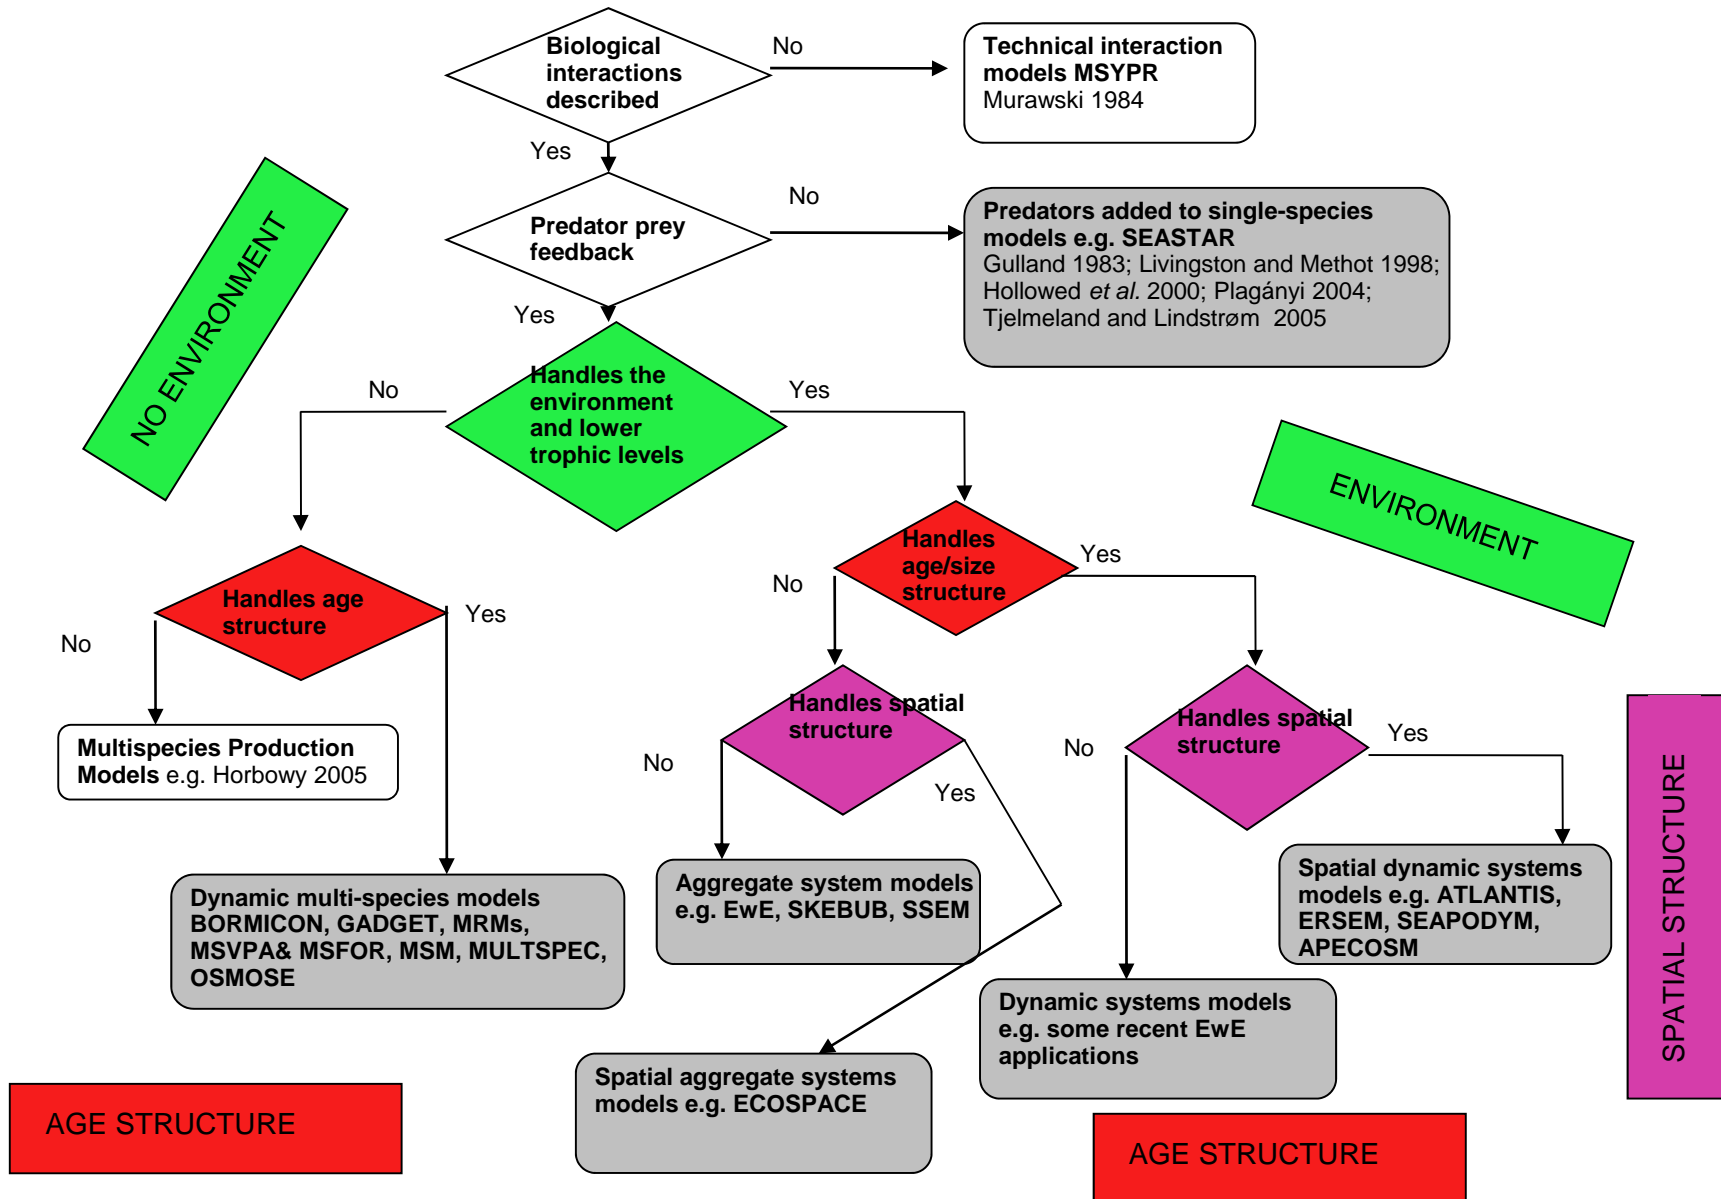 Biological
interactions
described
No
Technical interaction
models MSYPR
Murawski 1984
Yes
Predator prey
feedback
No
Predators added to single-species
models e.g. SEASTAR
Gulland 1983; Livingston and Methot 1998;
Hollowed et al. 2000; Plagányi 2004;
Tjelmeland and Lindstrøm 2005
Yes
NO ENVIRONMENT
Handles the
environment
and lower
trophic levels
No
Yes
ENVIRONMENT
Handles age
structure
No
Yes
Handles
age/size
structure
No
Yes
Multispecies Production
Models e.g. Horbowy 2005
Handles spatial
structure
No
Yes
Handles spatial
structure
No
Yes
SPATIAL STRUCTURE
Dynamic multi-species models
BORMICON, GADGET, MRMs,
MSVPA& MSFOR, MSM, MULTSPEC,
OSMOSE
Aggregate system models
e.g. EwE, SKEBUB, SSEM
Spatial dynamic systems
models e.g. ATLANTIS,
ERSEM, SEAPODYM,
APECOSM
Dynamic systems models
e.g. some recent EwE
applications
Spatial aggregate systems
models e.g. ECOSPACE
AGE STRUCTURE
AGE STRUCTURE